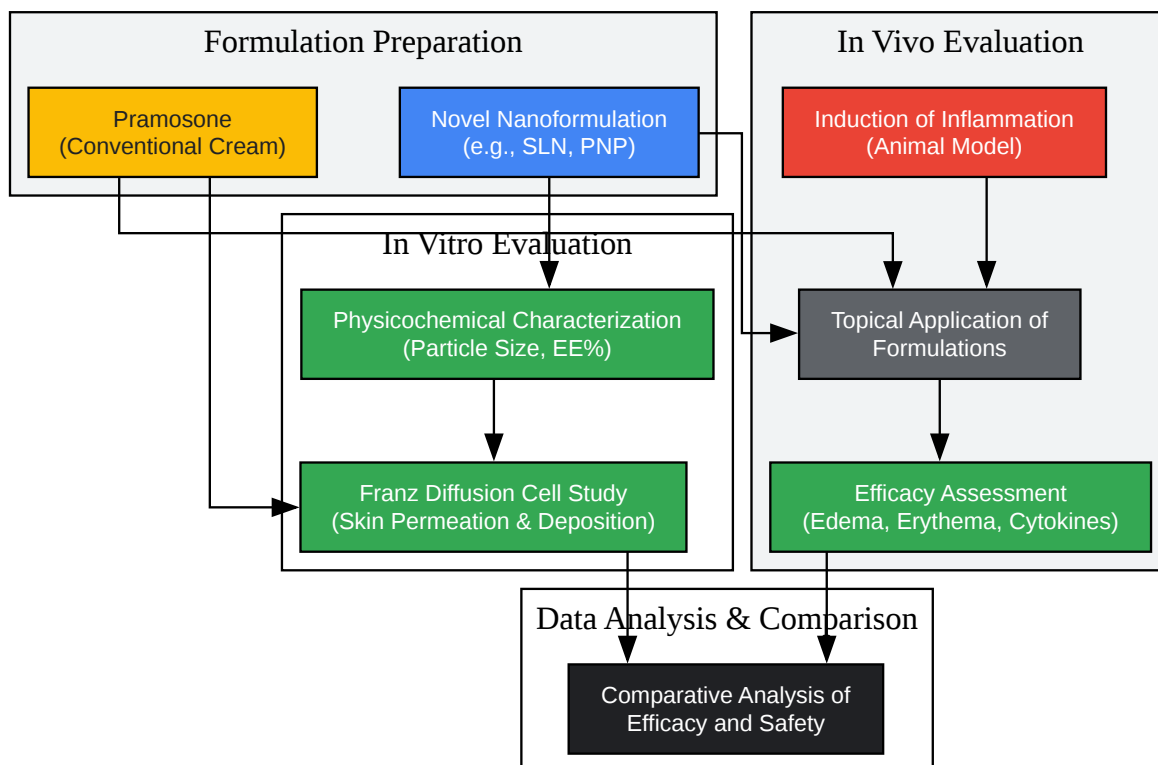 Formulation Preparation
Pramosone
(Conventional Cream)
Novel Nanoformulation
(e.g., SLN, PNP)
In Vivo Evaluation
Induction of Inflammation
(Animal Model)
In Vitro Evaluation
Physicochemical Characterization
(Particle Size, EE%)
Topical Application of
Formulations
Franz Diffusion Cell Study
(Skin Permeation & Deposition)
Efficacy Assessment
(Edema, Erythema, Cytokines)
Data Analysis & Comparison
Comparative Analysis of
Efficacy and Safety